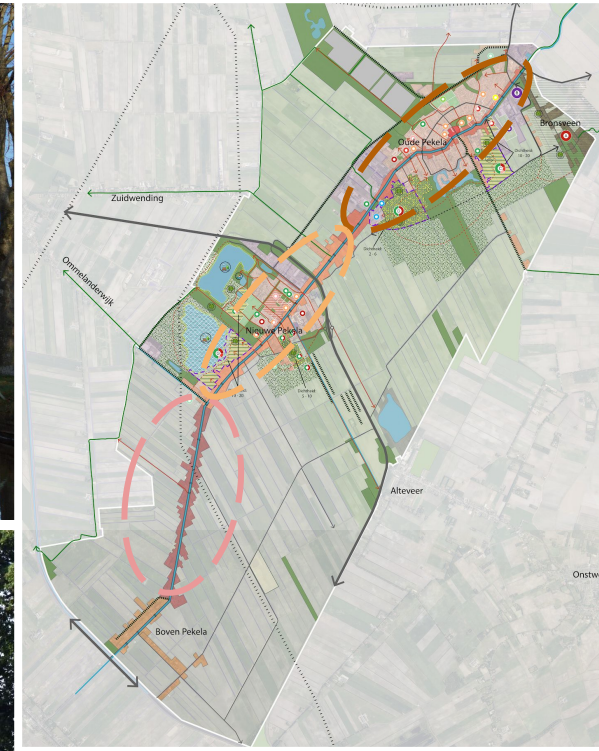 Bronsveen
Oude Pekela
Zuidwending
Ommelanderwijk
Nieuwe Pekela
Alteveer
Onstw
Boven Pekela